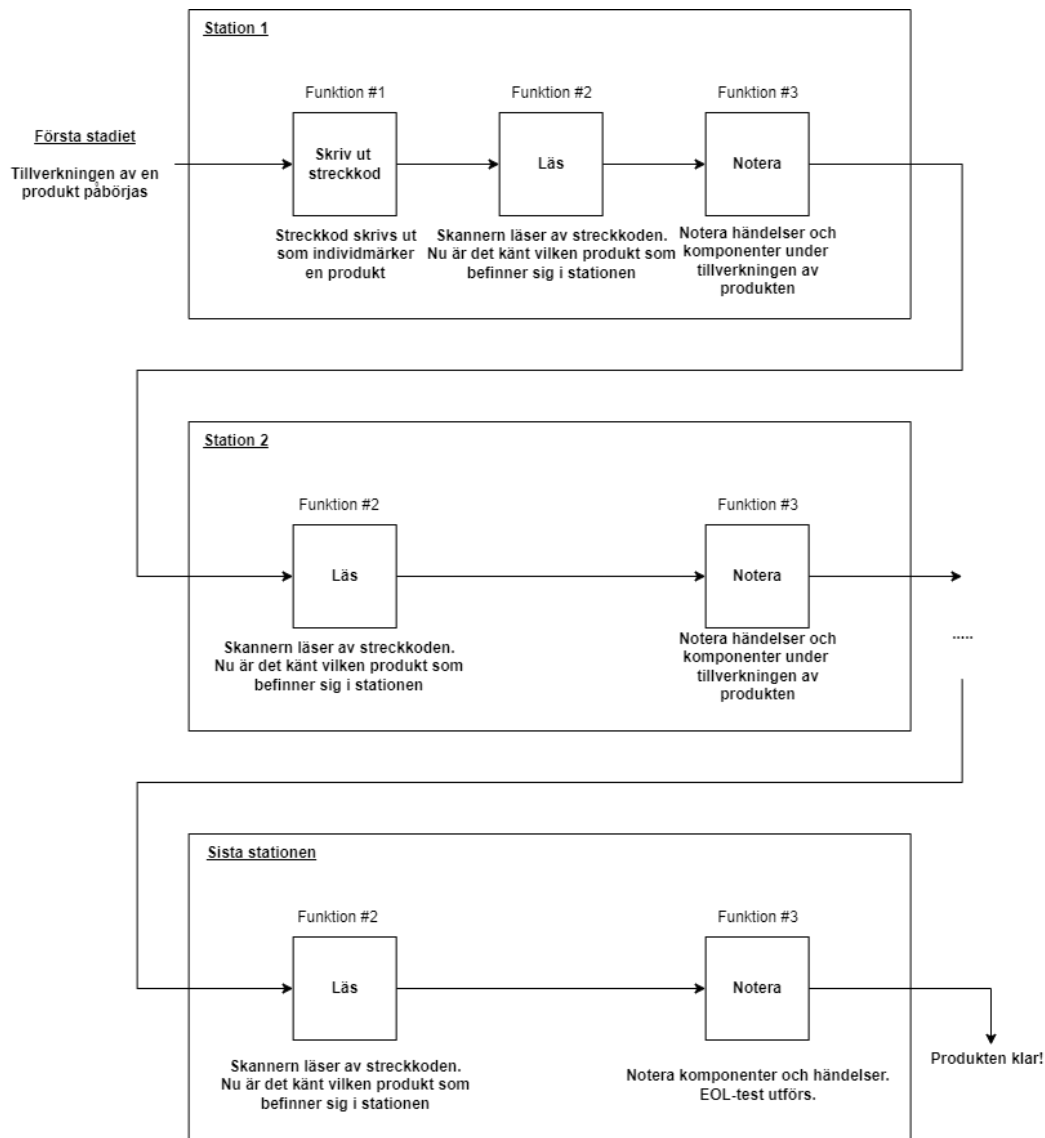 Station 1
Funktion #1
Funktion #2
Funktion #3
Första stadiet
Tillverkningen av en
produkt påbörjas
Skriv ut
streckkod
Läs
Notera
Streckkod skrivs ut
som individmärker
en produkt
Skannern läser av streckkoden.
Nu är det känt vilken produkt som
befinner sig i stationen
Notera händelser och
komponenter under
tillverkningen av
produkten
Station 2
Funktion #2
Funktion #3
Läs
Notera
Skannern läser av streckkoden.
Nu är det känt vilken produkt som
befinner sig i stationen
Notera händelser och
komponenter under
tillverkningen av
produkten
.....
Sista stationen
Funktion #2
Funktion #3
Läs
Notera
Skannern läser av streckkoden.
Nu är det känt vilken produkt som
befinner sig i stationen
Notera komponenter och händelser.
EOL-test utförs.
Produkten klar!